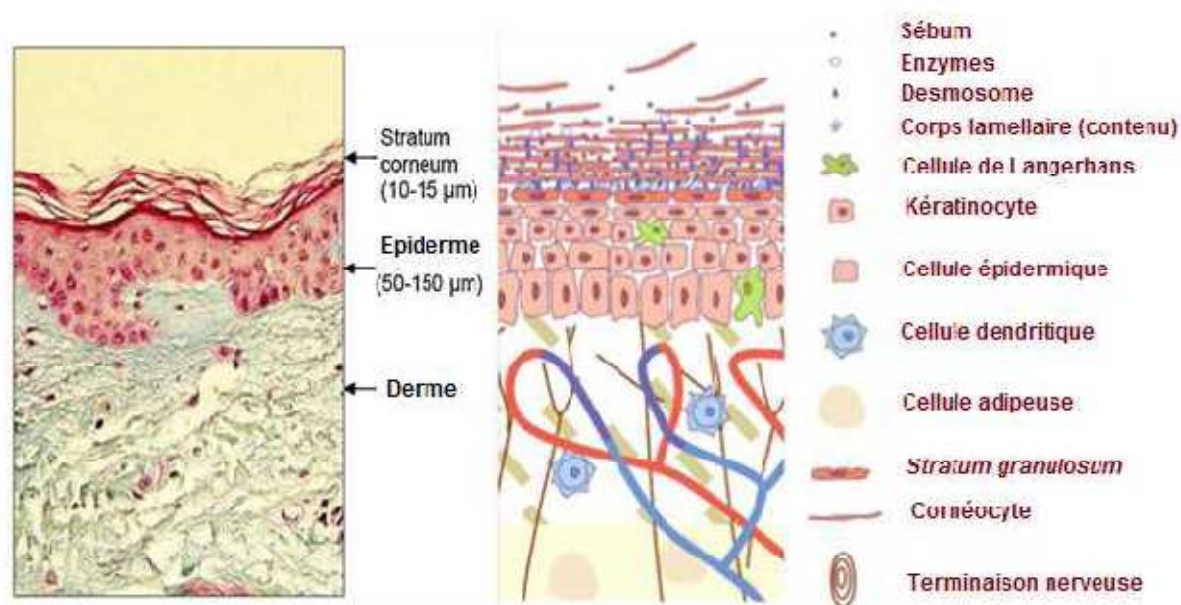 Stratum
corneum
(10-15 µm)
Epiderme
(50-150 µm)
Derme
Sébum
Enzymes
Desmosome
Corps lamellaire (contenu)
Cellule de Langerhans
Kératinocyte
Cellule épidermique
Cellule dendritique
Cellule adipeuse
Stratum granulosum
Cornéocyte
Terminaison nerveuse